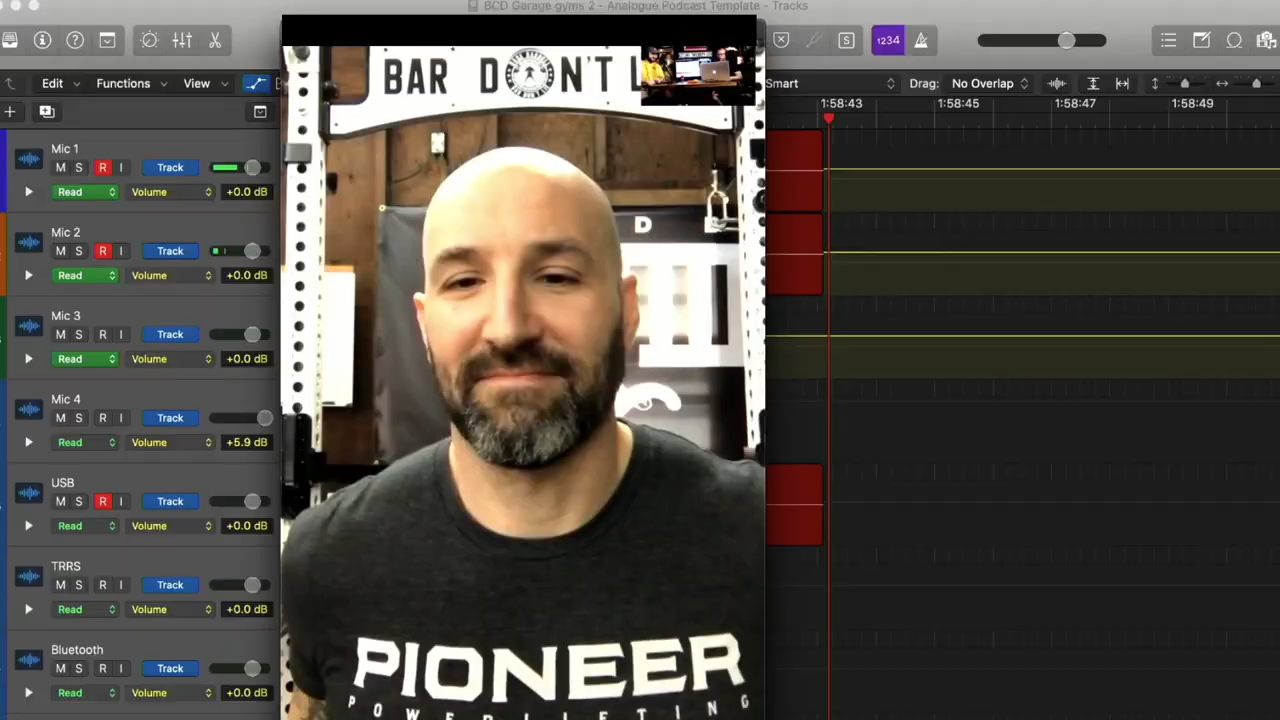 BCD Garage gyms 2 - Analogue Podcast Template - Tracks
1234
S
Edit
Functions
View
Smart
Drag: No Overlap
1:58:43
1:58:45
1:58:47
1:58:49
Mic 1
M S R I Track
Read Volume +0.0 dB
Mic 2
M S R I Track
Read Volume +0.0 dB
Mic 3
M S R I Track
Read Volume +0.0 dB
Mic 4
M S R I Track
Read Volume +5.9 dB
USB
M S R I Track
Read Volume +0.0 dB
TRRS
M S R I Track
Read Volume +0.0 dB
Bluetooth
M S R I Track
Read Volume +0.0 dB
BAR DON'T L
D
PIONEER
POWERLIFTING